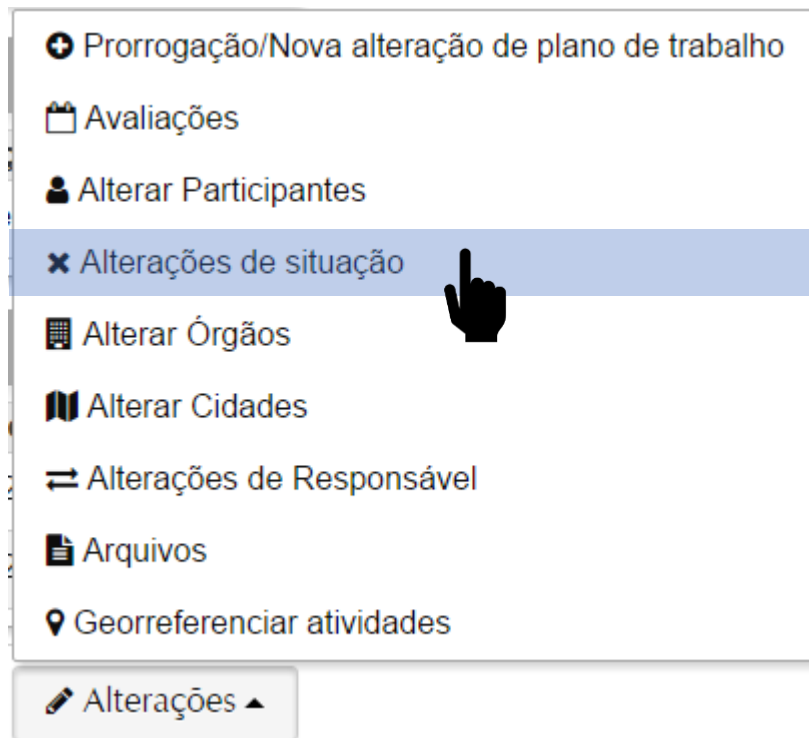 Prorrogação/Nova alteração de plano de trabalho
Avaliações
Alterar Participantes
Alterações de situação
Alterar Órgãos
Alterar Cidades
Alterações de Responsável
Arquivos
Georreferenciar atividades
Alterações